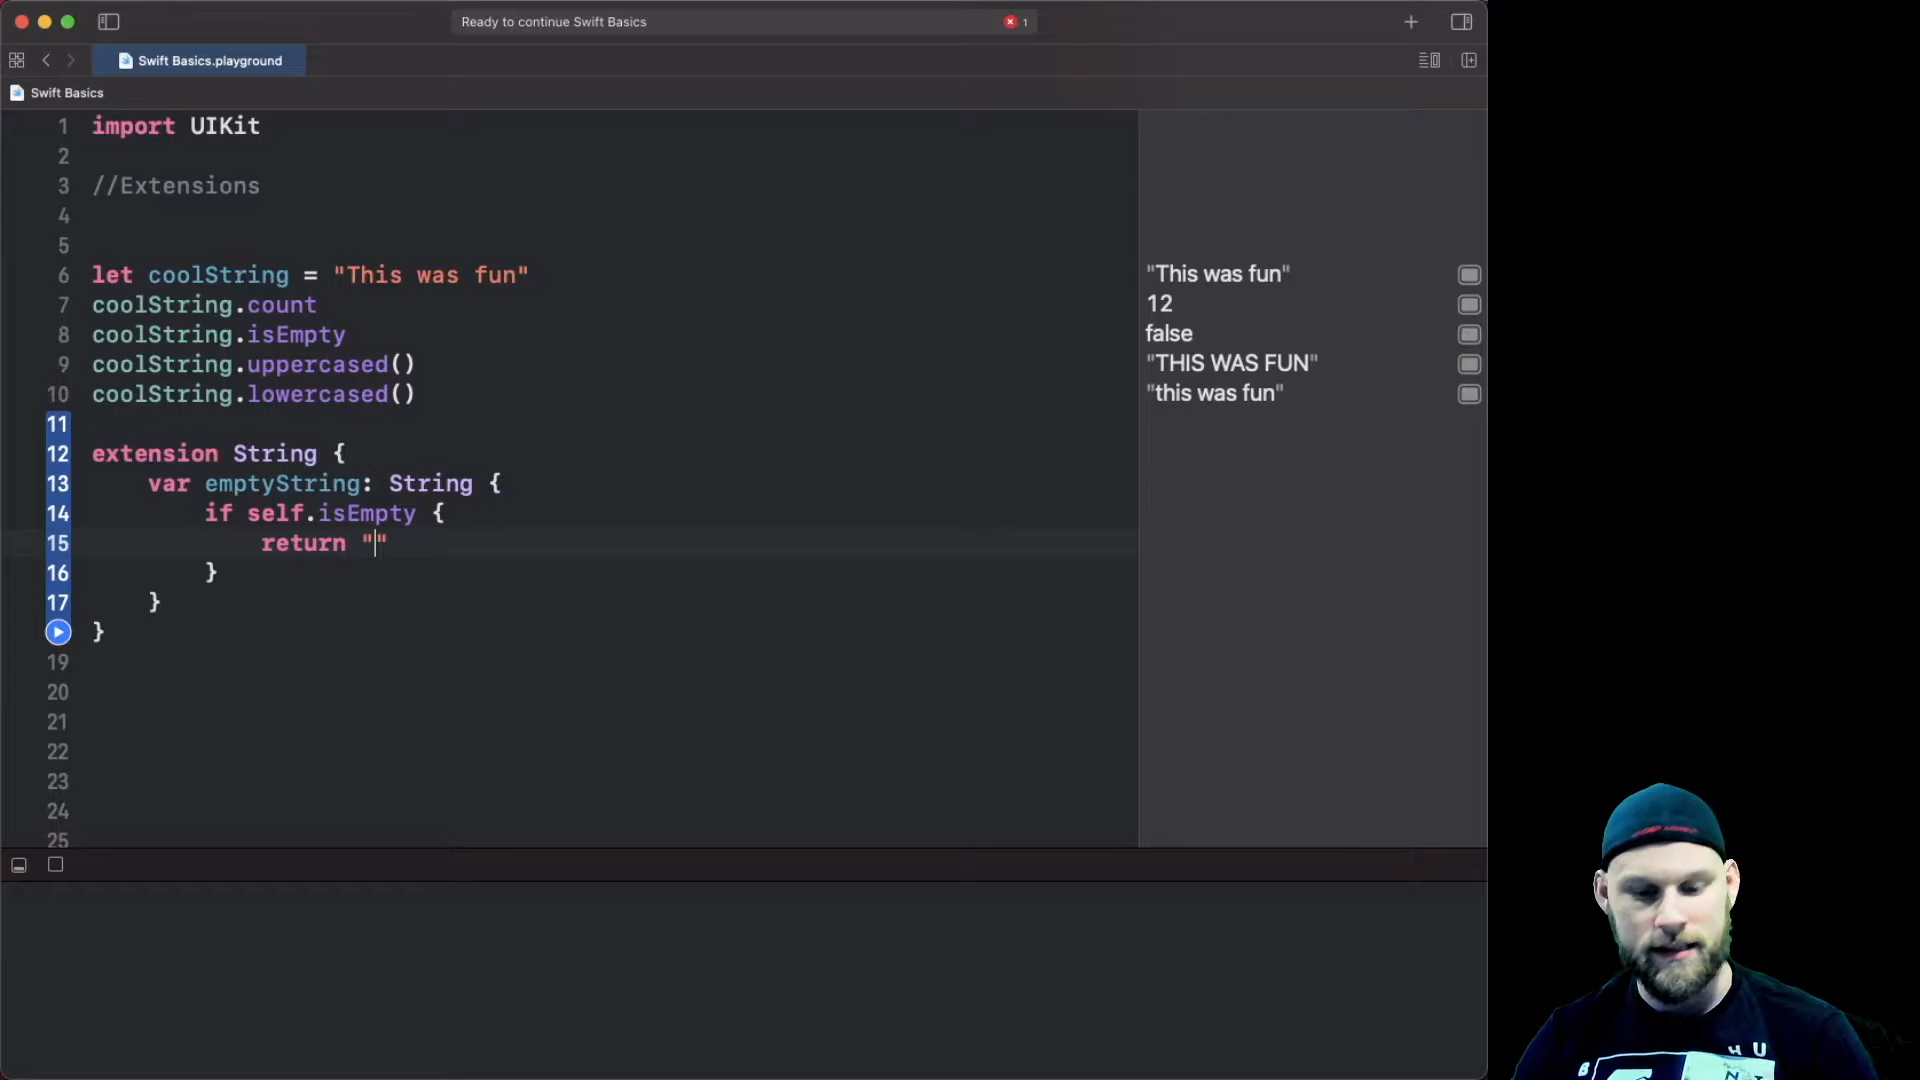 Ready to continue Swift Basics
1
Swift Basics.playground
Swift Basics
1 import UIKit
2
3 //Extensions
4
5
6 let coolString = "This was fun" "This was fun"
7 coolString.count 12
8 coolString.isEmpty false
9 coolString.uppercased() "THIS WAS FUN"
10 coolString.lowercased() "this was fun"
11
12 extension String {
13 var emptyString: String {
14 if self.isEmpty {
15 return ""
16 }
17 }
}
19
20
21
22
23
24
25
H U
B
N T